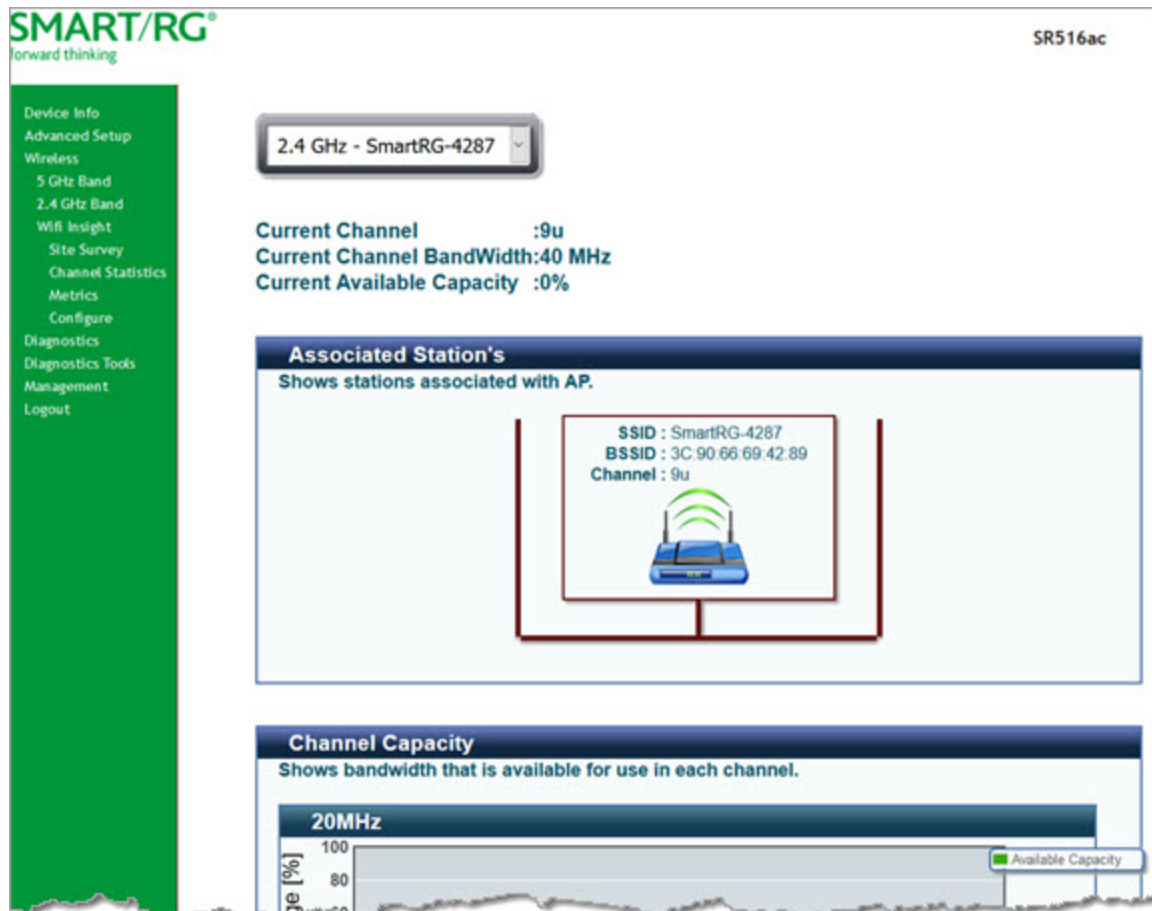 SMART/RG®
forward thinking
SR516ac
Device Info
Advanced Setup
Wireless
5 GHz Band
2.4 GHz Band
Wifi Insight
Site Survey
Channel Statistics
Metrics
Configure
Diagnostics
Diagnostics Tools
Management
Logout
2.4 GHz - SmartRG-4287
Current Channel :9u
Current Channel BandWidth:40 MHz
Current Available Capacity :0%
Associated Station's
Shows stations associated with AP.
SSID : SmartRG-4287
BSSID : 3C:90:66:69:42:89
Channel : 9u
Channel Capacity
Shows bandwidth that is available for use in each channel.
20MHz
100
80
Available Capacity
[%]